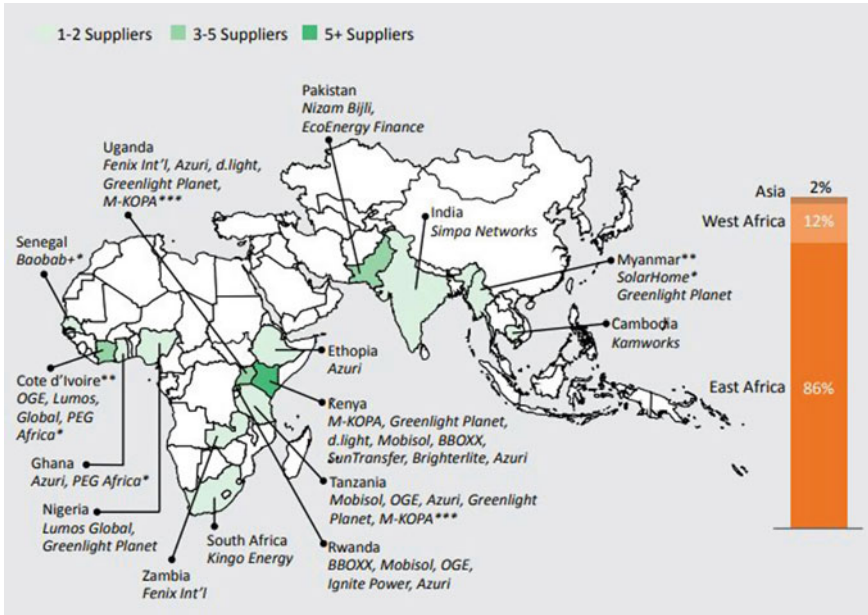 1-2 Suppliers
3-5 Suppliers
5+ Suppliers
Pakistan
Nizam Bijli,
EcoEnergy Finance
Uganda
Fenix Int'l, Azuri, d.light,
Greenlight Planet,
M-KOPA***
India
Simpa Networks
Senegal
Baobab+*
Myanmar**
SolarHome*
Greenlight Planet
Cambodia
Kamworks
Ethopia
Azuri
Cote d'Ivoire**
OGE, Lumos,
Global, PEG
Africa*
Kenya
M-KOPA, Greenlight Planet,
d.light, Mobisol, BBOXX,
SunTransfer, Brighterlite, Azuri
Ghana
Azuri, PEG Africa*
Tanzania
Mobisol, OGE, Azuri, Greenlight
Planet, M-KOPA***
Nigeria
Lumos Global,
Greenlight Planet
South Africa
Kingo Energy
Rwanda
BBOXX, Mobisol, OGE,
Ignite Power, Azuri
Zambia
Fenix Int'l
Asia 2%
West Africa 12%
East Africa 86%